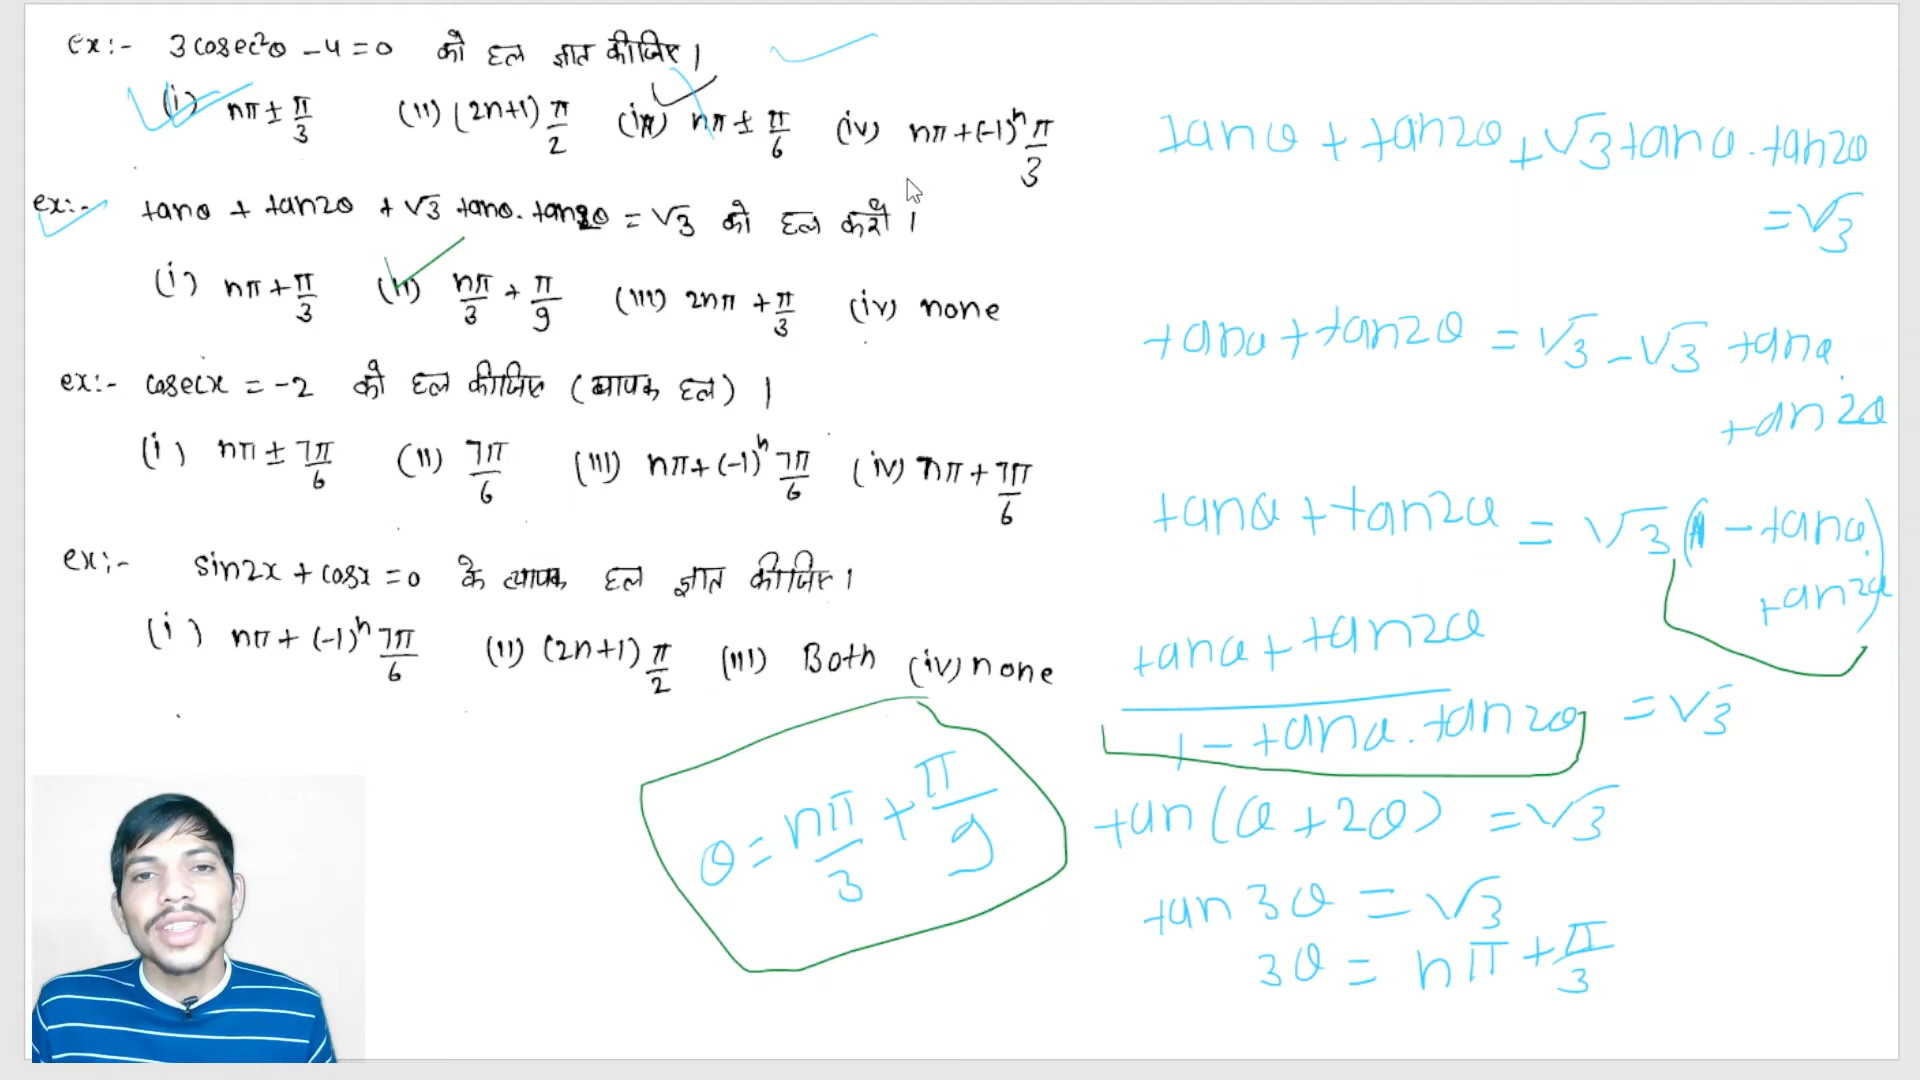 ex:- 3cosec²θ - 4 = 0 को हल ज्ञात कीजिए।
(i) nπ ± π/3 (ii) (2n+1) π/2 (iii) nπ ± π/6 (iv) nπ + (-1)ⁿ π/3
ex:- tanθ + tan2θ + √3 tanθ. tan2θ = √3 को हल करो।
(i) nπ + π/3 (ii) nπ/3 + π/9 (iii) 2nπ + π/3 (iv) none
ex:- cosecx = -2 को हल कीजिए (व्यापक हल) ।
(i) nπ ± 7π/6 (ii) 7π/6 (iii) nπ + (-1)ⁿ 7π/6 (iv) nπ + 7π/6
ex:- sin2x + cosx = 0 के व्यापक हल ज्ञात कीजिए।
(i) nπ + (-1)ⁿ 7π/6 (ii) (2n+1) π/2 (iii) Both (iv) none
θ = nπ/3 + π/9
tanθ + tan2θ + √3 tanθ . tan2θ
= √3
tanθ + tan2θ = √3 - √3 tanθ.
tan2θ
tanθ + tan2θ = √3 (1 - tanθ.
tan2θ)
tanθ + tan2θ
1 - tanθ . tan2θ = √3
tan(θ + 2θ) = √3
tan3θ = √3
3θ = nπ + π/3